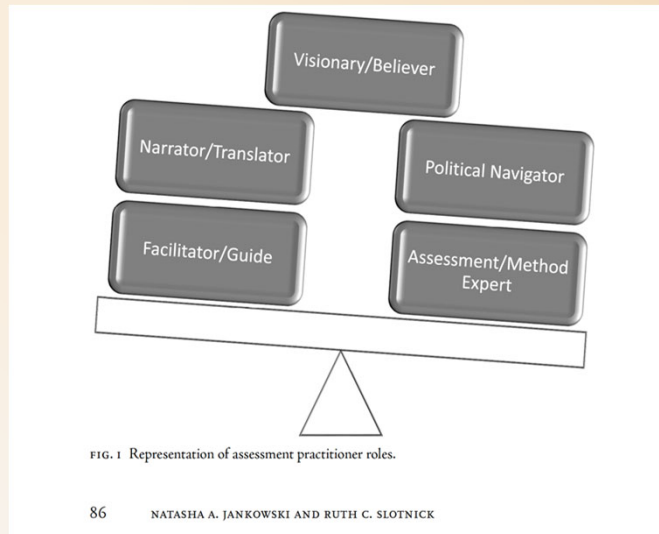 Visionary/Believer
Narrator/Translator
Political Navigator
Facilitator/Guide
Assessment/Method
Expert
FIG. 1 Representation of assessment practitioner roles.
86 NATASHA A. JANKOWSKI AND RUTH C. SLOTNICK